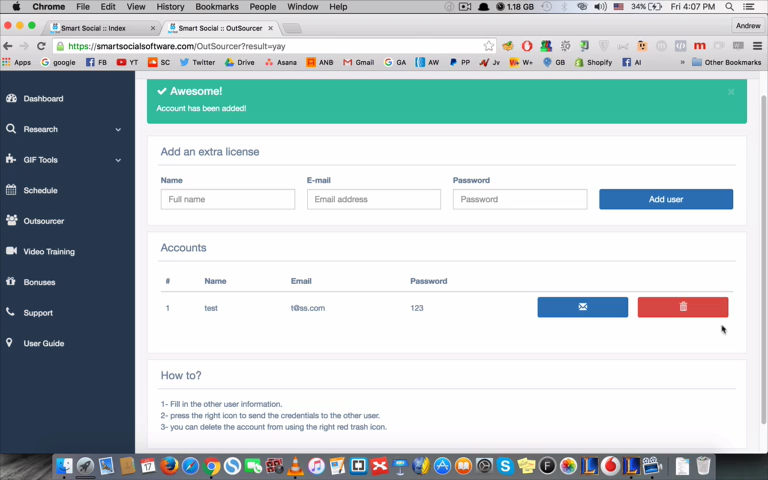 Chrome File Edit View History Bookmarks People Window Help
1.18 GB 34% Fri 4:07 PM
Smart Social :: Index Smart Social :: OutSourcer Andrew
https://smartsocialsoftware.com/OutSourcer?result=yay
Apps google FB YT SC Twitter Drive Asana ANB Gmail GA AW PP Jv W+ GB Shopify AI » Other Bookmarks
Dashboard
Research
GIF Tools
Schedule
Outsourcer
Video Training
Bonuses
Support
User Guide
Awesome!
Account has been added!
Add an extra license
Name E-mail Password
Full name Email address Password Add user
Accounts
# Name Email Password
1 test t@ss.com 123
How to?
1- Fill in the other user information.
2- press the right icon to send the credentials to the other user.
3- you can delete the account from using the right red trash icon.